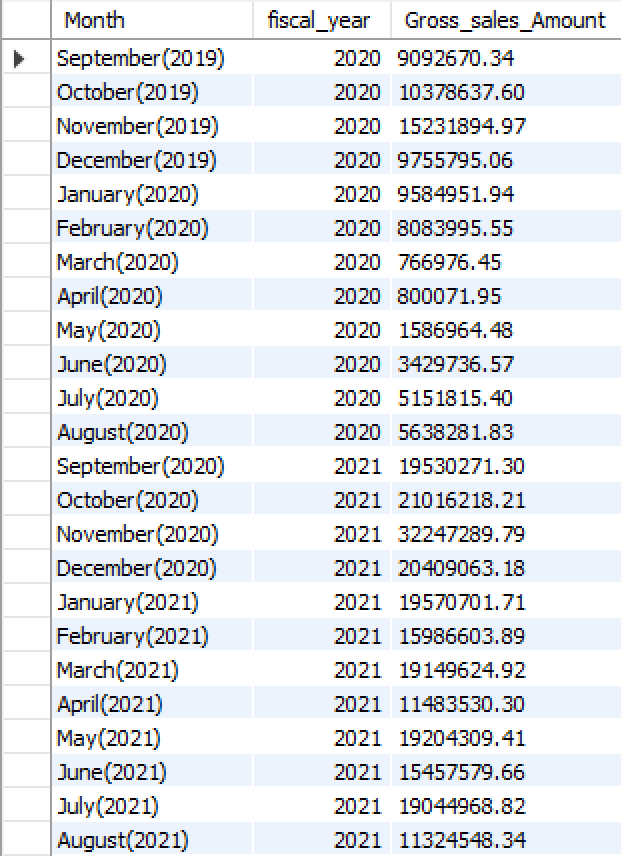 Month fiscal_year Gross_sales_Amount
September(2019) 2020 9092670.34
October(2019) 2020 10378637.60
November(2019) 2020 15231894.97
December(2019) 2020 9755795.06
January(2020) 2020 9584951.94
February(2020) 2020 8083995.55
March(2020) 2020 766976.45
April(2020) 2020 800071.95
May(2020) 2020 1586964.48
June(2020) 2020 3429736.57
July(2020) 2020 5151815.40
August(2020) 2020 5638281.83
September(2020) 2021 19530271.30
October(2020) 2021 21016218.21
November(2020) 2021 32247289.79
December(2020) 2021 20409063.18
January(2021) 2021 19570701.71
February(2021) 2021 15986603.89
March(2021) 2021 19149624.92
April(2021) 2021 11483530.30
May(2021) 2021 19204309.41
June(2021) 2021 15457579.66
July(2021) 2021 19044968.82
August(2021) 2021 11324548.34